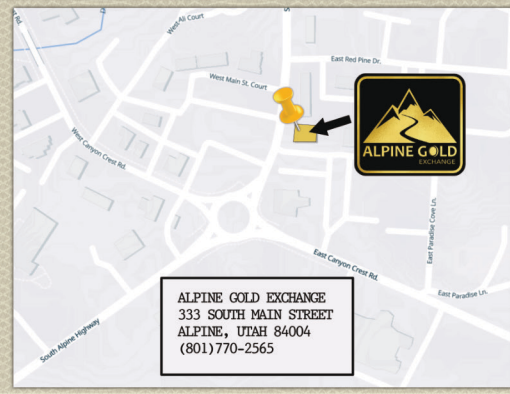 West Ali Court
Rd.
S
East Red Pine Dr.
West Main St. Court
ALPINE GOLD
EXCHANGE
West Canyon Crest Rd.
East Paradise Cove Ln.
East Canyon Crest Rd.
East Paradise Ln.
South Alpine Highway
ALPINE GOLD EXCHANGE
333 SOUTH MAIN STREET
ALPINE, UTAH 84004
(801)770-2565